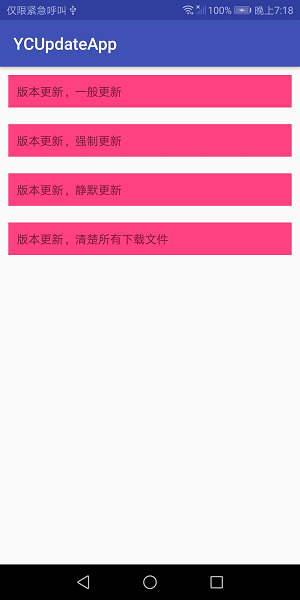 仅限紧急呼叫 100% 晚上7:18
YCUpdateApp
版本更新，一般更新
版本更新，强制更新
版本更新，静默更新
版本更新，清楚所有下载文件